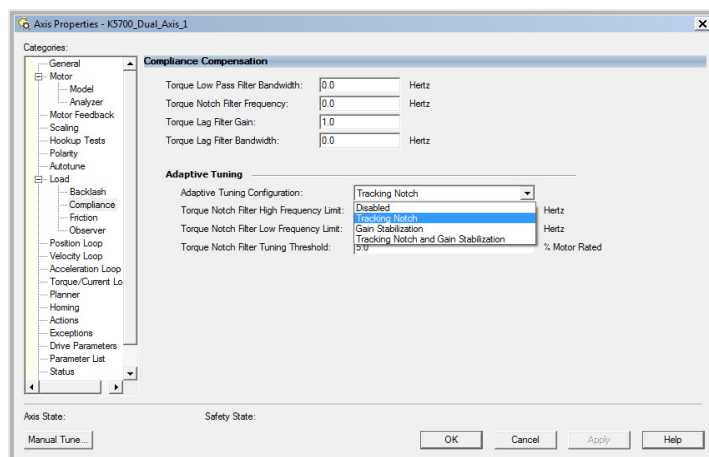 Axis Properties - K5700_Dual_Axis_1
Categories:
General
Motor
Model
Analyzer
Motor Feedback
Scaling
Hookup Tests
Polarity
Autotune
Load
Backlash
Compliance
Friction
Observer
Position Loop
Velocity Loop
Acceleration Loop
Torque/Current Lo
Planner
Homing
Actions
Exceptions
Drive Parameters
Parameter List
Status
Compliance Compensation
Torque Low Pass Filter Bandwidth: 0.0 Hertz
Torque Notch Filter Frequency: 0.0 Hertz
Torque Lag Filter Gain: 1.0
Torque Lag Filter Bandwidth: 0.0 Hertz
Adaptive Tuning
Adaptive Tuning Configuration: Tracking Notch
Disabled
Tracking Notch
Gain Stabilization
Tracking Notch and Gain Stabilization
Torque Notch Filter High Frequency Limit: Hertz
Torque Notch Filter Low Frequency Limit: Hertz
Torque Notch Filter Tuning Threshold: 5.0 % Motor Rated
Axis State: Safety State:
Manual Tune... OK Cancel Apply Help